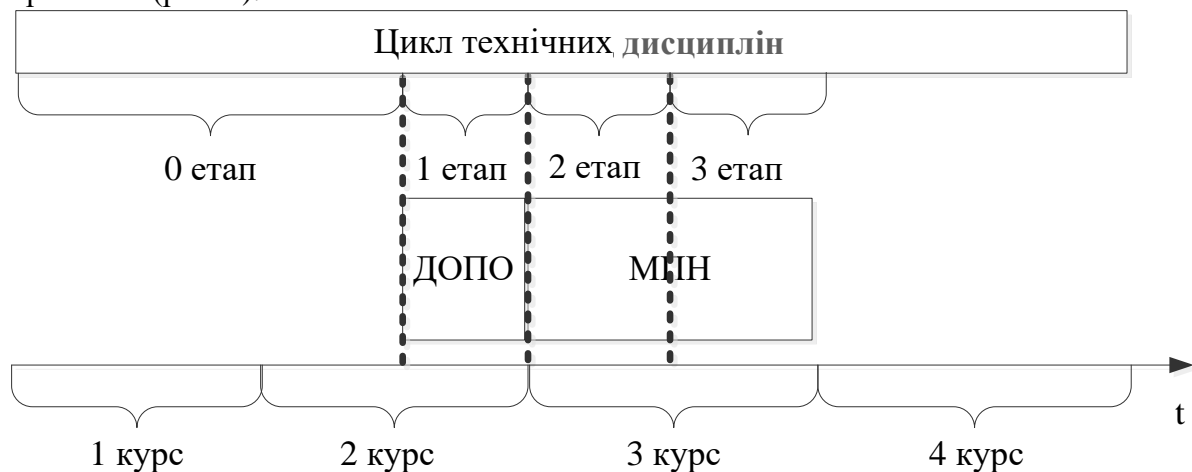 Цикл технічних дисциплін
0 етап 1 етап 2 етап 3 етап
ДОПО МПН
t
1 курс 2 курс 3 курс 4 курс